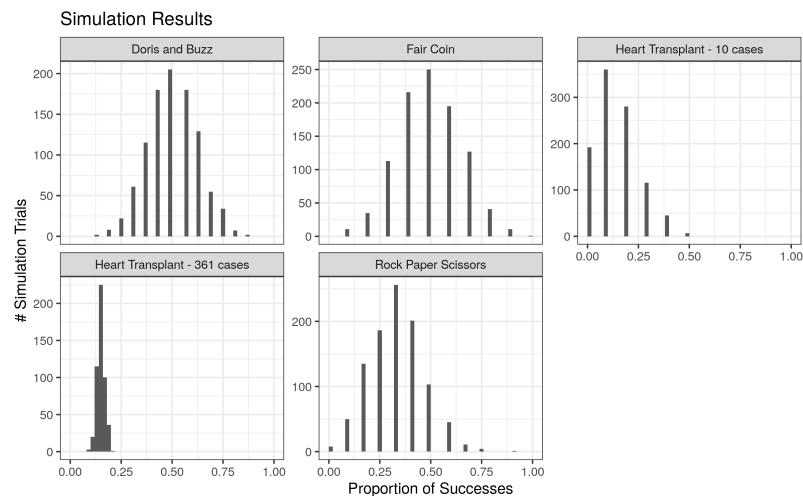 Simulation Results
Doris and Buzz
Fair Coin
Heart Transplant - 10 cases
200
150
100
50
0
250
200
150
100
50
0
300
200
100
0
0.00 0.25 0.50 0.75 1.00
# Simulation Trials
Heart Transplant - 361 cases
Rock Paper Scissors
200
150
100
50
0
200
100
0
0.00 0.25 0.50 0.75 1.00
0.00 0.25 0.50 0.75 1.00
Proportion of Successes